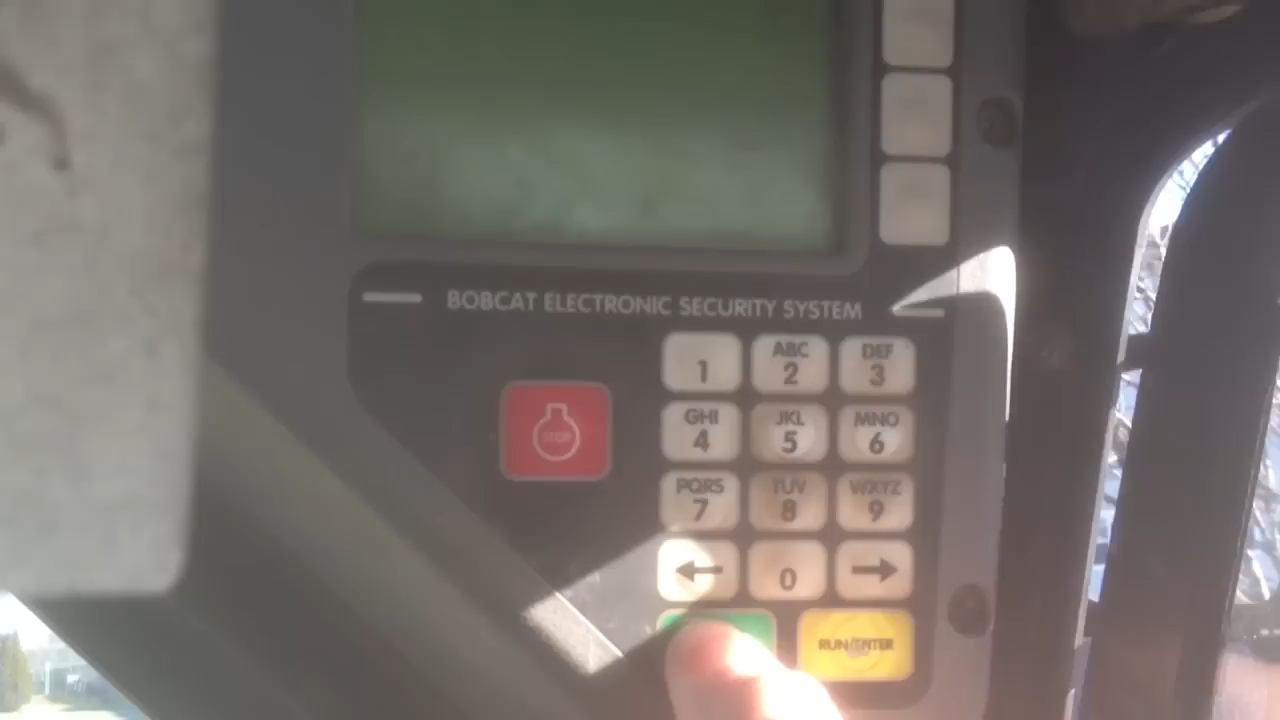 BOBCAT ELECTRONIC SECURITY SYSTEM
1
ABC
2
DEF
3
STOP
GHI
4
JKL
5
MNO
6
PQRS
7
TUV
8
WXYZ
9
0
RUN/ENTER